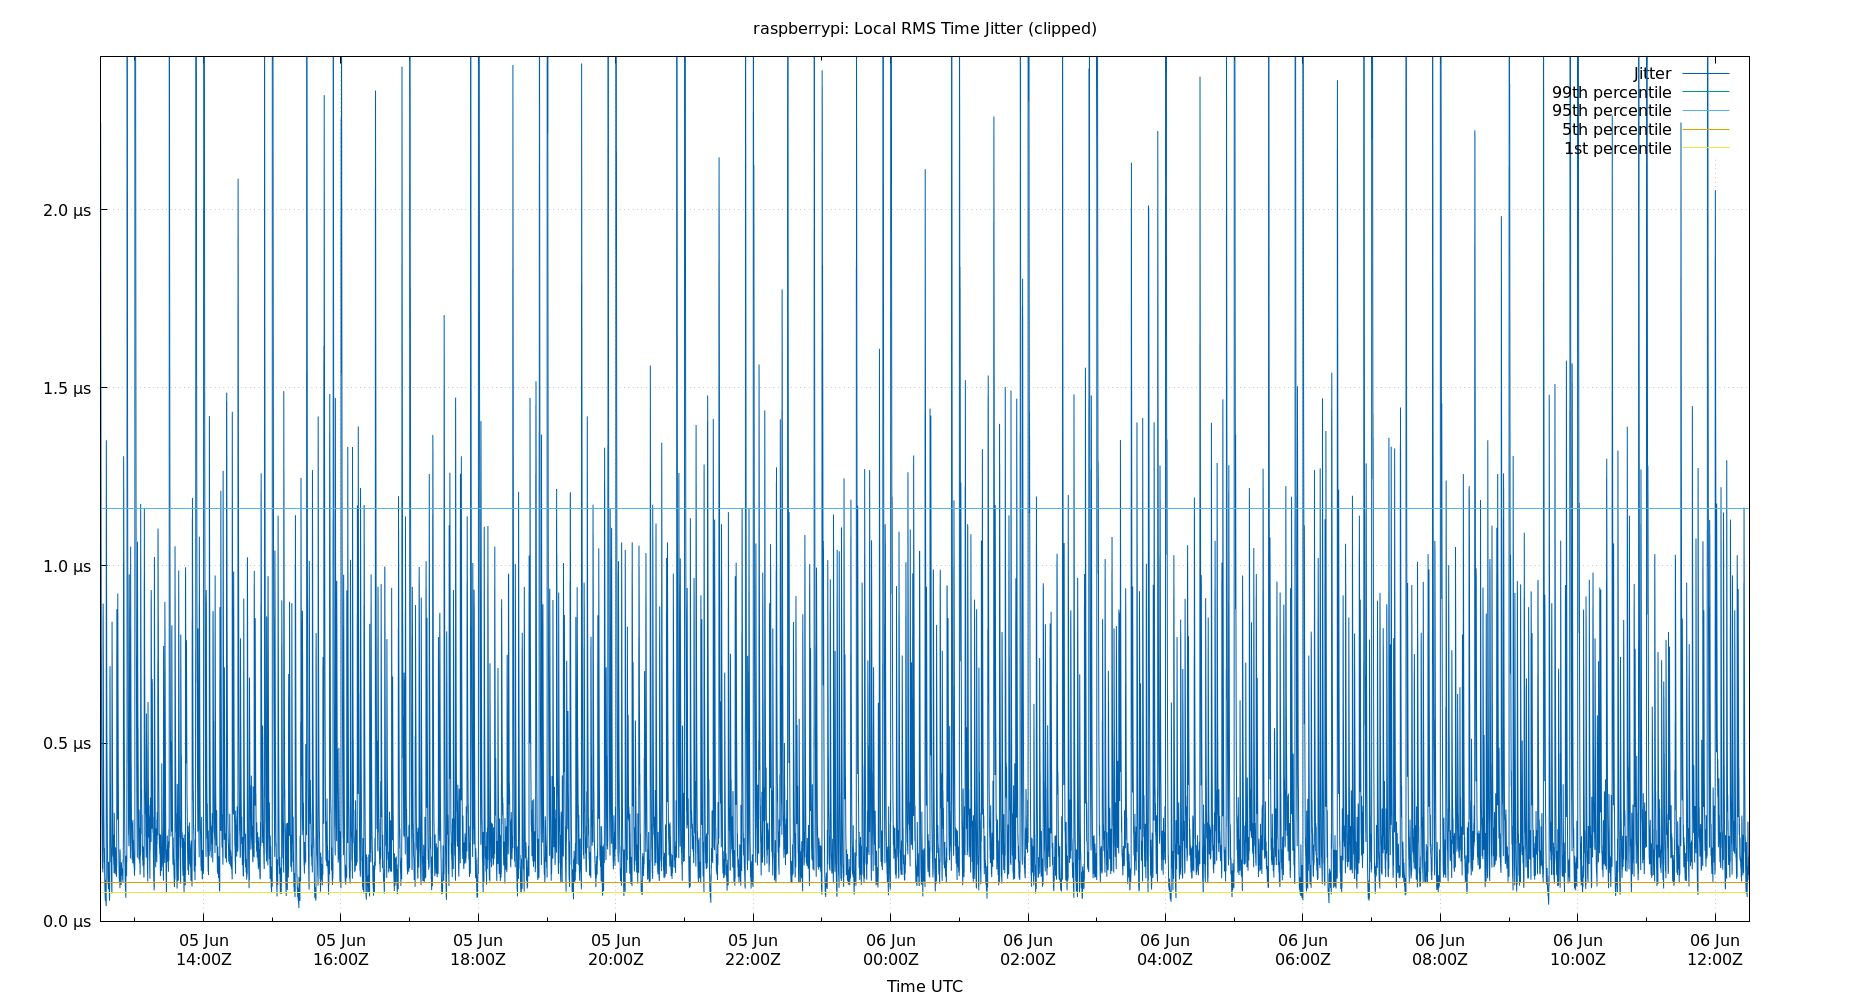 raspberrypi: Local RMS Time Jitter (clipped)
Jitter
99th percentile
95th percentile
5th percentile
1st percentile
2.0 µs
1.5 µs
1.0 µs
0.5 µs
0.0 µs
05 Jun 05 Jun 05 Jun 05 Jun 05 Jun 06 Jun 06 Jun 06 Jun 06 Jun 06 Jun 06 Jun 06 Jun
14:00Z 16:00Z 18:00Z 20:00Z 22:00Z 00:00Z 02:00Z 04:00Z 06:00Z 08:00Z 10:00Z 12:00Z
Time UTC